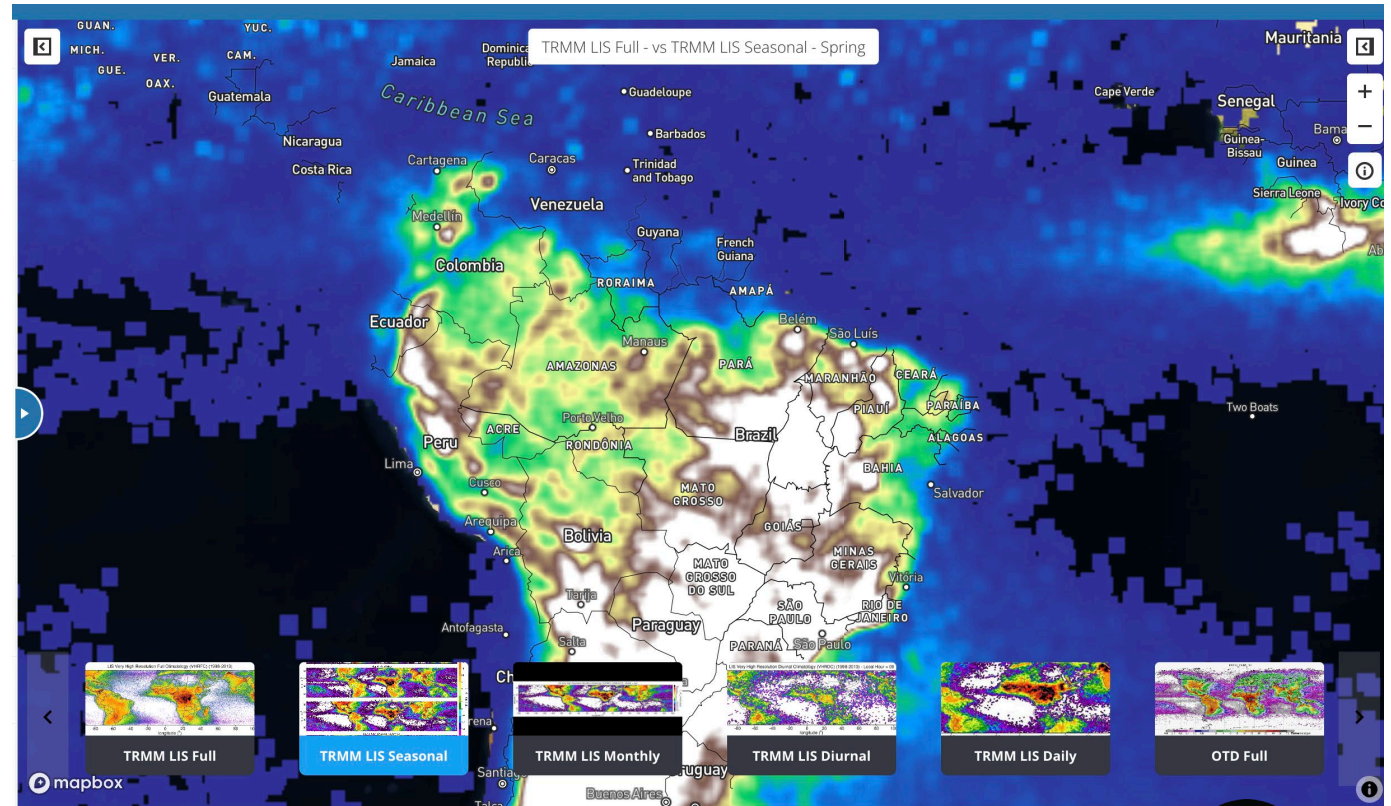 TRMM LIS Full - vs TRMM LIS Seasonal - Spring
GUAN.
YUC.
MICH.
VER.
CAM.
GUE.
OAX.
Jamaica
Guatemala
Caribbean Sea
Guadeloupe
Nicaragua
Barbados
Costa Rica
Cartagena
Caracas
Trinidad
and Tobago
Mauritania
Cape Verde
Senegal
Guinea-
Bissau
Guinea
Sierra Leone
Medellín
Venezuela
Guyana
French
Guiana
Colombia
RORAIMA
AMAPÁ
Ecuador
Belém
São Luís
Manaus
AMAZONAS
PARÁ
MARANHÃO
CEARÁ
PIAUÍ
PARAÍBA
Two Boats
Porto Velho
ACRE
Peru
RONDÔNIA
Brazil
ALAGOAS
Lima
BAHIA
Cusco
MATO
GROSSO
Salvador
Arequipa
GOIÁS
Bolivia
Arica
MINAS
GERAIS
MATO
GROSSO
DO SUL
Vitória
Tarija
SÃO
PAULO
RIO DE
JANEIRO
Antofagasta
Paraguay
Salta
PARANÁ
São Paulo
TRMM LIS Full
TRMM LIS Seasonal
TRMM LIS Monthly
TRMM LIS Diurnal
TRMM LIS Daily
OTD Full
mapbox
Buenos Aires